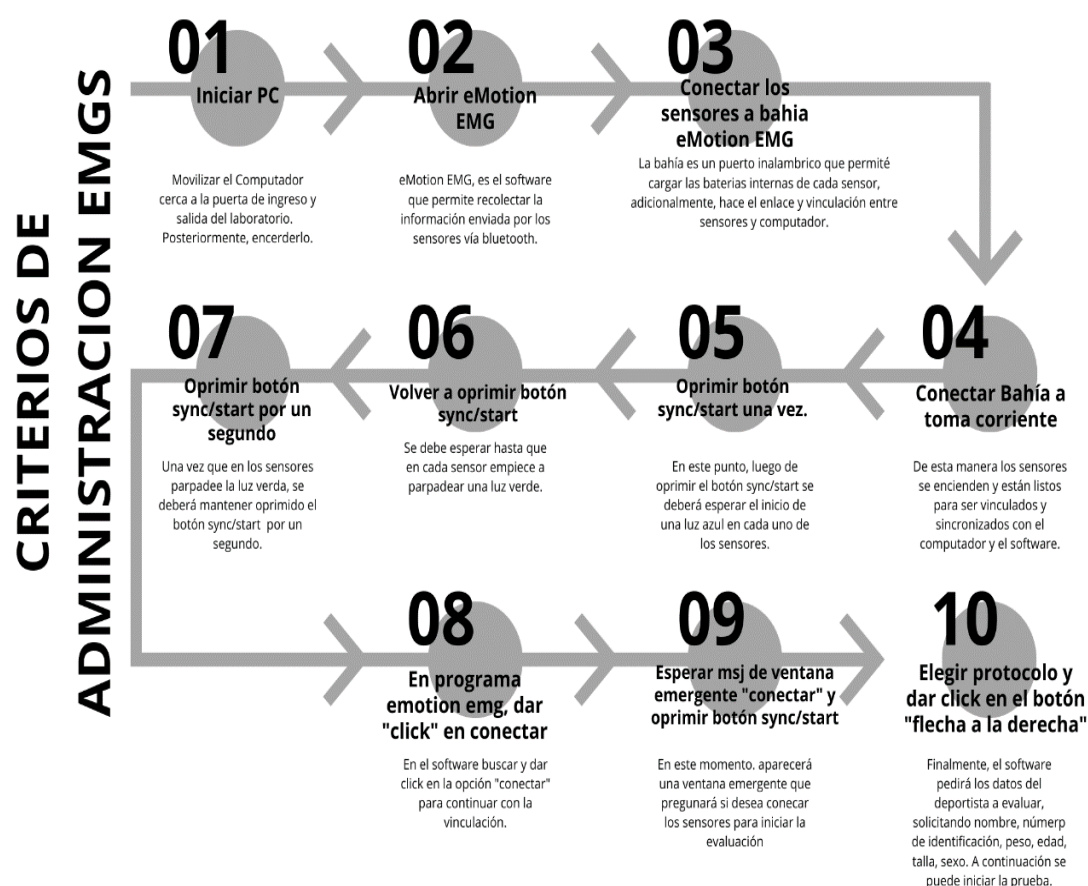 CRITERIOS DE
ADMINISTRACION EMGS
01
Iniciar PC
Movilizar el Computador
cerca a la puerta de ingreso y
salida del laboratorio.
Posteriormente, encerderlo.
02
Abrir eMotion
EMG
eMotion EMG, es el software
que permite recolectar la
información enviada por los
sensores vía bluetooth.
03
Conectar los
sensores a bahia
eMotion EMG
La bahía es un puerto inalambrico que permité
cargar las baterias internas de cada sensor,
adicionalmente, hace el enlace y vinculación entre
sensores y computador.
04
Conectar Bahía a
toma corriente
De esta manera los sensores
se encienden y están listos
para ser vinculados y
sincronizados con el
computador y el software.
05
Oprimir botón
sync/start una vez.
En este punto, luego de
oprimir el botón sync/start se
deberá esperar el inicio de
una luz azul en cada uno de
los sensores.
06
Volver a oprimir botón
sync/start
Se debe esperar hasta que
en cada sensor empiece a
parpadear una luz verde.
07
Oprimir botón
sync/start por un
segundo
Una vez que en los sensores
parpadee la luz verda, se
deberá mantener oprimido el
botón sync/start por un
segundo.
08
En programa
emotion emg, dar
"click" en conectar
En el software buscar y dar
click en la opción "conectar"
para continuar con la
vinculación.
09
Esperar msj de ventana
emergente "conectar" y
oprimir botón sync/start
En este momento. aparecerá
una ventana emergente que
pregunará si desea conecar
los sensores para iniciar la
evaluación
10
Elegir protocolo y
dar click en el botón
"flecha a la derecha"
Finalmente, el software
pedirá los datos del
deportista a evaluar,
solicitando nombre, númerp
de identificación, peso, edad,
talla, sexo. A continuación se
puede iniciar la prueba.